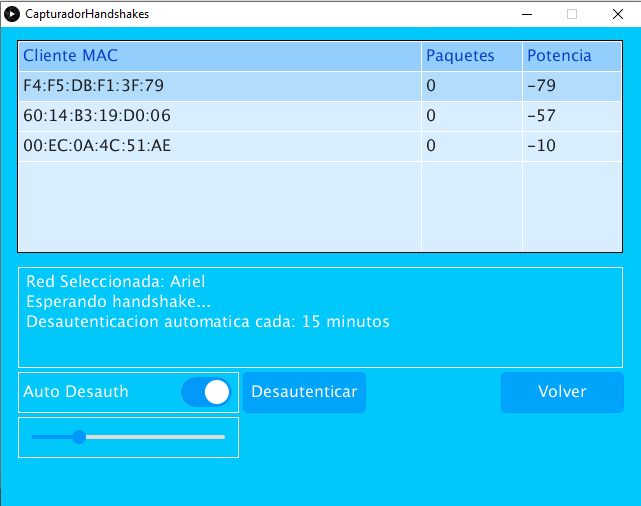 CapturadorHandshakes
Cliente MAC Paquetes Potencia
F4:F5:DB:F1:3F:79 0 -79
60:14:B3:19:D0:06 0 -57
00:EC:0A:4C:51:AE 0 -10
Red Seleccionada: Ariel
Esperando handshake...
Desautenticacion automatica cada: 15 minutos
Auto Desauth Desautenticar Volver